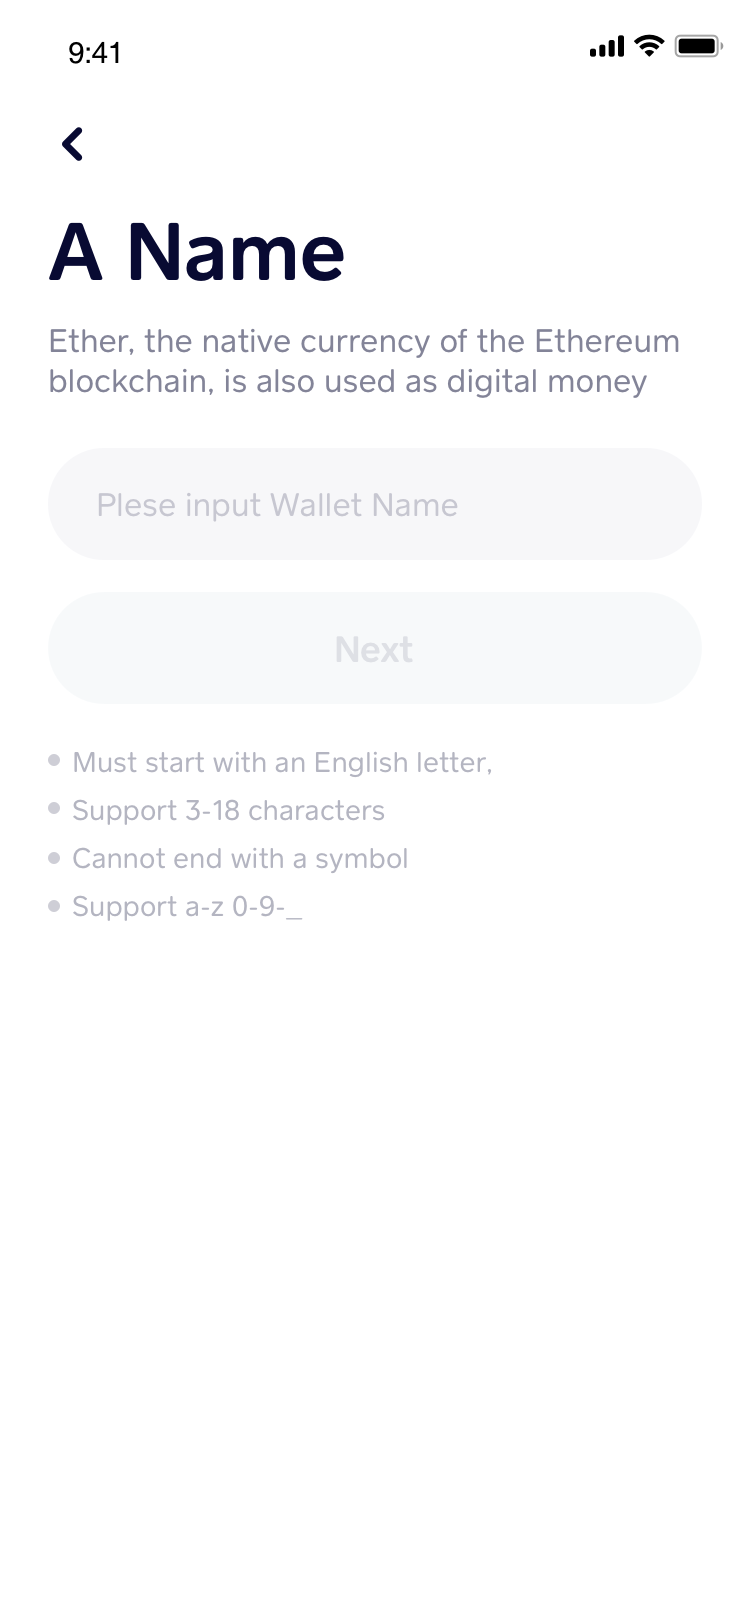 9:41
A Name
Ether, the native currency of the Ethereum
blockchain, is also used as digital money
Plese input Wallet Name
Next
Must start with an English letter,
Support 3-18 characters
Cannot end with a symbol
Support a-z 0-9-_